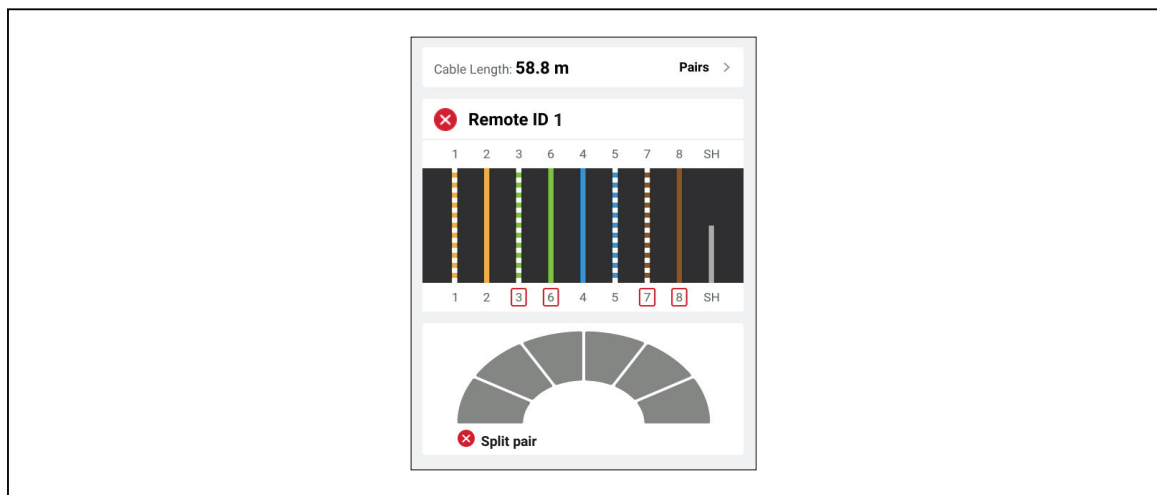 Cable Length: 58.8 m Pairs >
Remote ID 1
1 2 3 6 4 5 7 8 SH
1 2 3 6 4 5 7 8 SH
Split pair